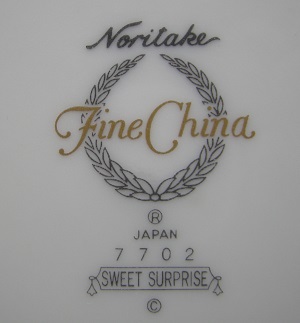 Noritake
Fine China
®
JAPAN
7702
SWEET SURPRISE
©